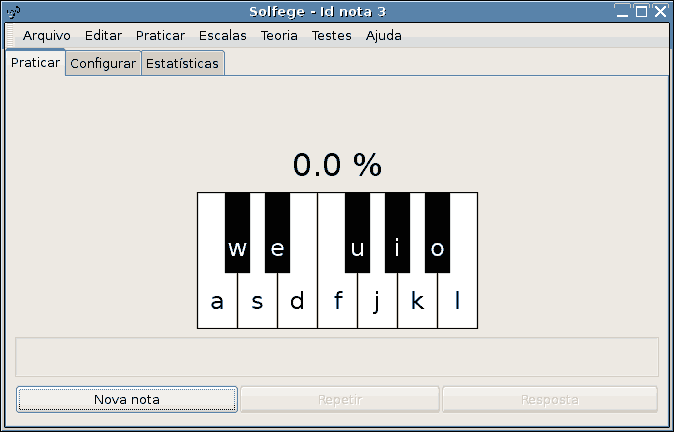 Solfege - Id nota 3
Arquivo Editar Praticar Escalas Teoria Testes Ajuda
Praticar Configurar Estatísticas
0.0 %
w e u i o
a s d f j k l
Nova nota Repetir Resposta